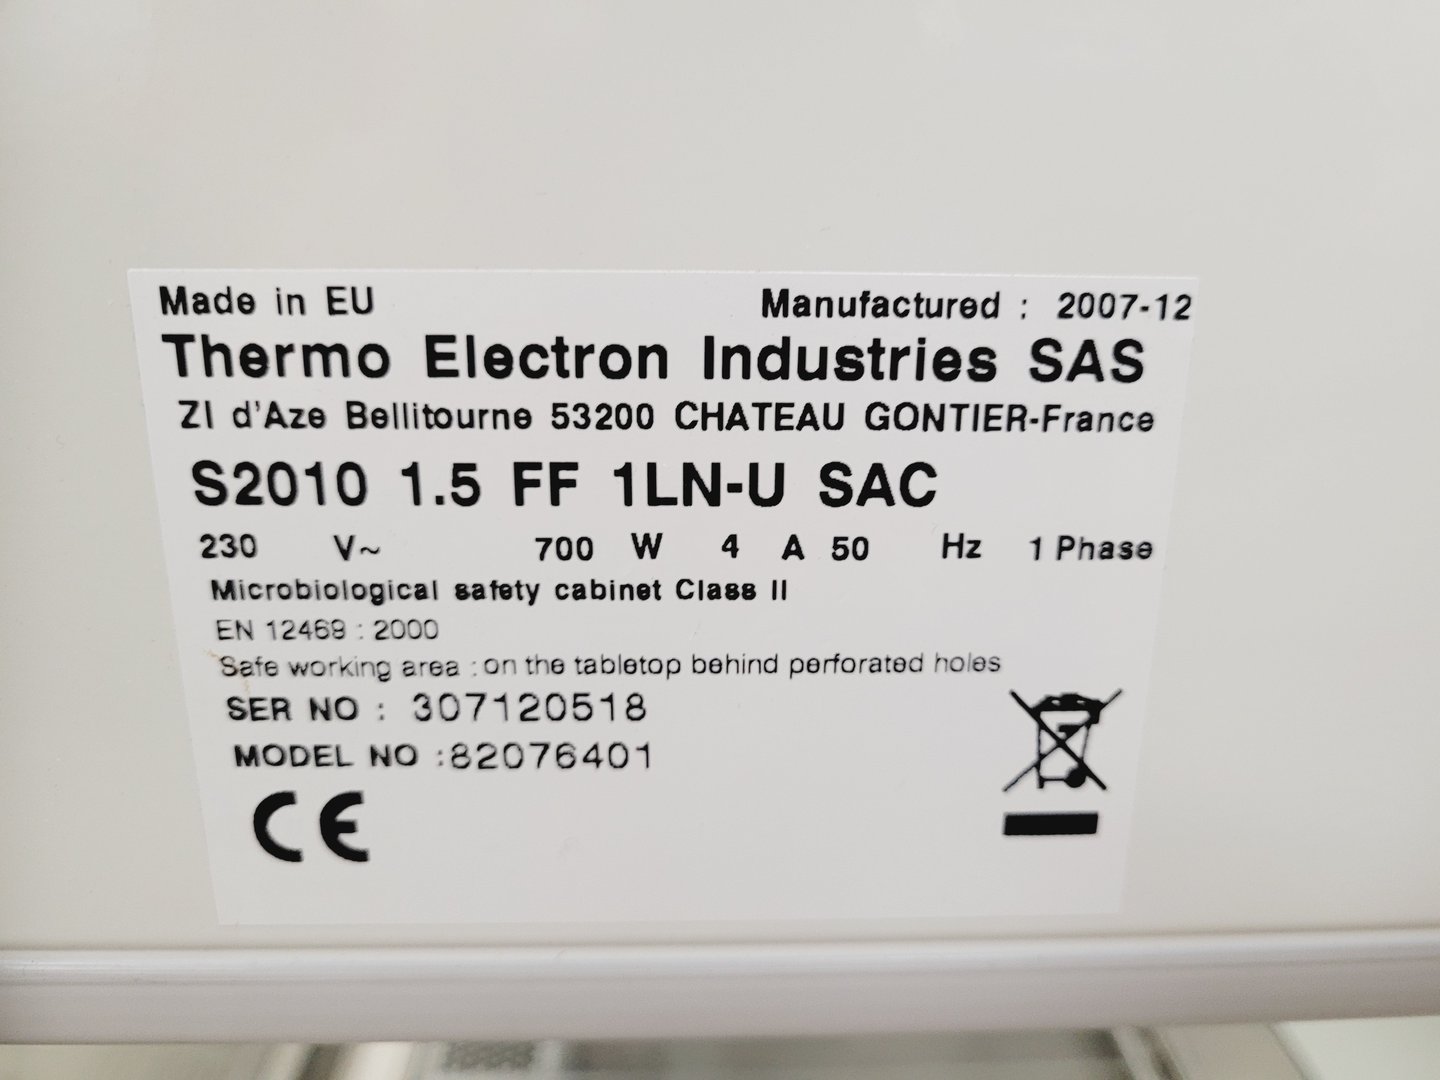 Made in EU Manufactured : 2007-12
Thermo Electron Industries SAS
ZI d'Aze Bellitourne 53200 CHATEAU GONTIER-France
S2010 1.5 FF 1LN-U SAC
230 V~ 700 W 4 A 50 Hz 1 Phase
Microbiological safety cabinet Class II
EN 12469 : 2000
Safe working area : on the tabletop behind perforated holes
SER NO : 307120518
MODEL NO :82076401
CE